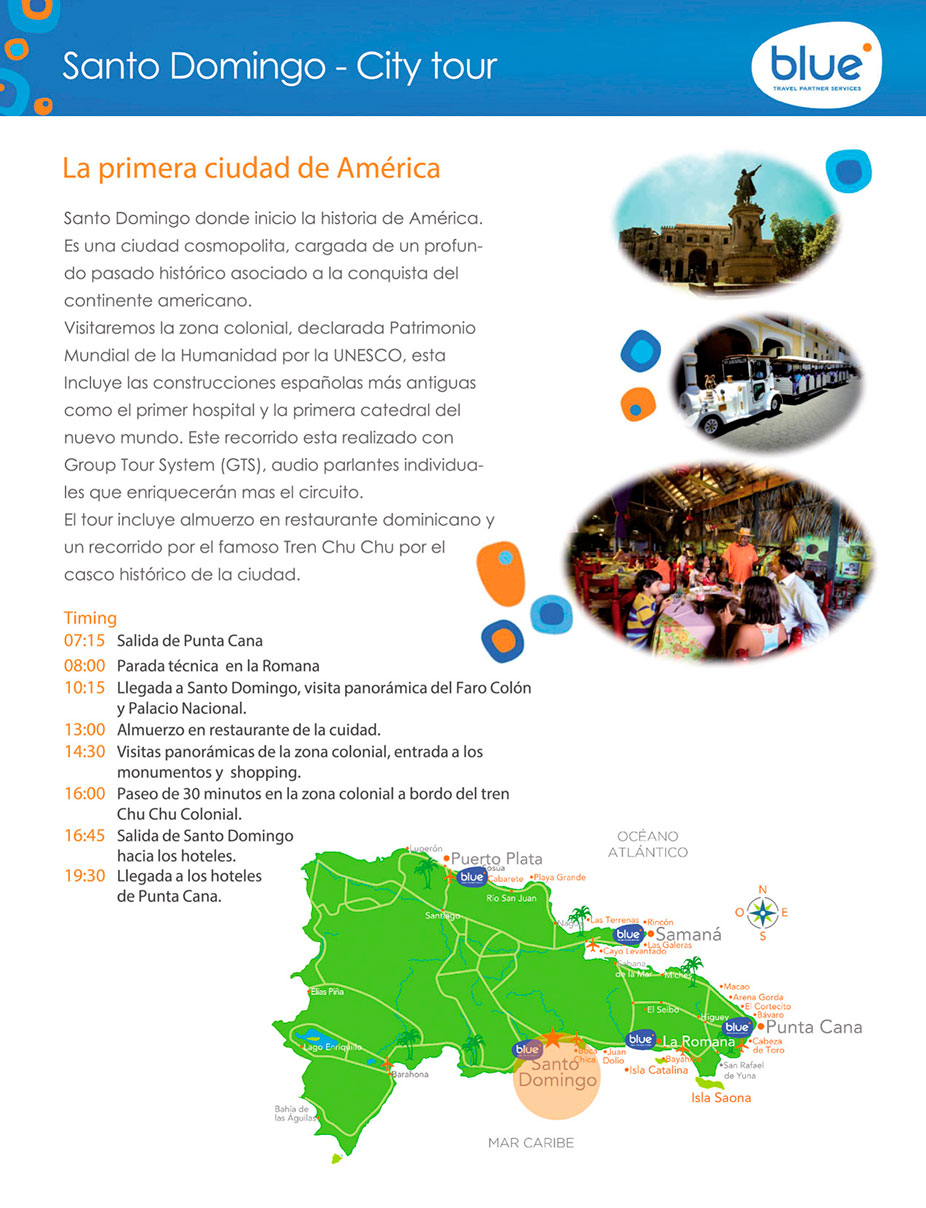 Santo Domingo - City tour
blue
TRAVEL PARTNER SERVICES
La primera ciudad de América
Santo Domingo donde inicio la historia de América.
Es una ciudad cosmopolita, cargada de un profun-
do pasado histórico asociado a la conquista del
continente americano.
Visitaremos la zona colonial, declarada Patrimonio
Mundial de la Humanidad por la UNESCO, esta
Incluye las construcciones españolas más antiguas
como el primer hospital y la primera catedral del
nuevo mundo. Este recorrido esta realizado con
Group Tour System (GTS), audio parlantes individua-
les que enriquecerán mas el circuito.
El tour incluye almuerzo en restaurante dominicano y
un recorrido por el famoso Tren Chu Chu por el
casco histórico de la ciudad.
Timing
07:15 Salida de Punta Cana
08:00 Parada técnica en la Romana
10:15 Llegada a Santo Domingo, visita panorámica del Faro Colón
y Palacio Nacional.
13:00 Almuerzo en restaurante de la cuidad.
14:30 Visitas panorámicas de la zona colonial, entrada a los
monumentos y shopping.
16:00 Paseo de 30 minutos en la zona colonial a bordo del tren
Chu Chu Colonial.
16:45 Salida de Santo Domingo
hacia los hoteles.
19:30 Llegada a los hoteles
de Punta Cana.
OCÉANO
ATLÁNTICO
Luperón
Puerto Plata
blue
Sosúa
Cabarete
Playa Grande
Río San Juan
Santiago
Nagua
Las Terrenas
Rincón
blue
Samaná
Las Galeras
Cayo Levantado
N
O
E
S
Sabana
de la Mar
Miches
Macao
Arena Gorda
El Cortecito
Bávaro
Elias Piña
El Seibo
Higuey
blue
Punta Cana
Cabeza
de Toro
Lago Enriquillo
blue
Boca
Chica
Juan
Dolio
blue
La Romana
Bayahibe
San Rafael
de Yuna
Barahona
Santo
Domingo
Isla Catalina
Isla Saona
Bahía de
las Aguilas
MAR CARIBE